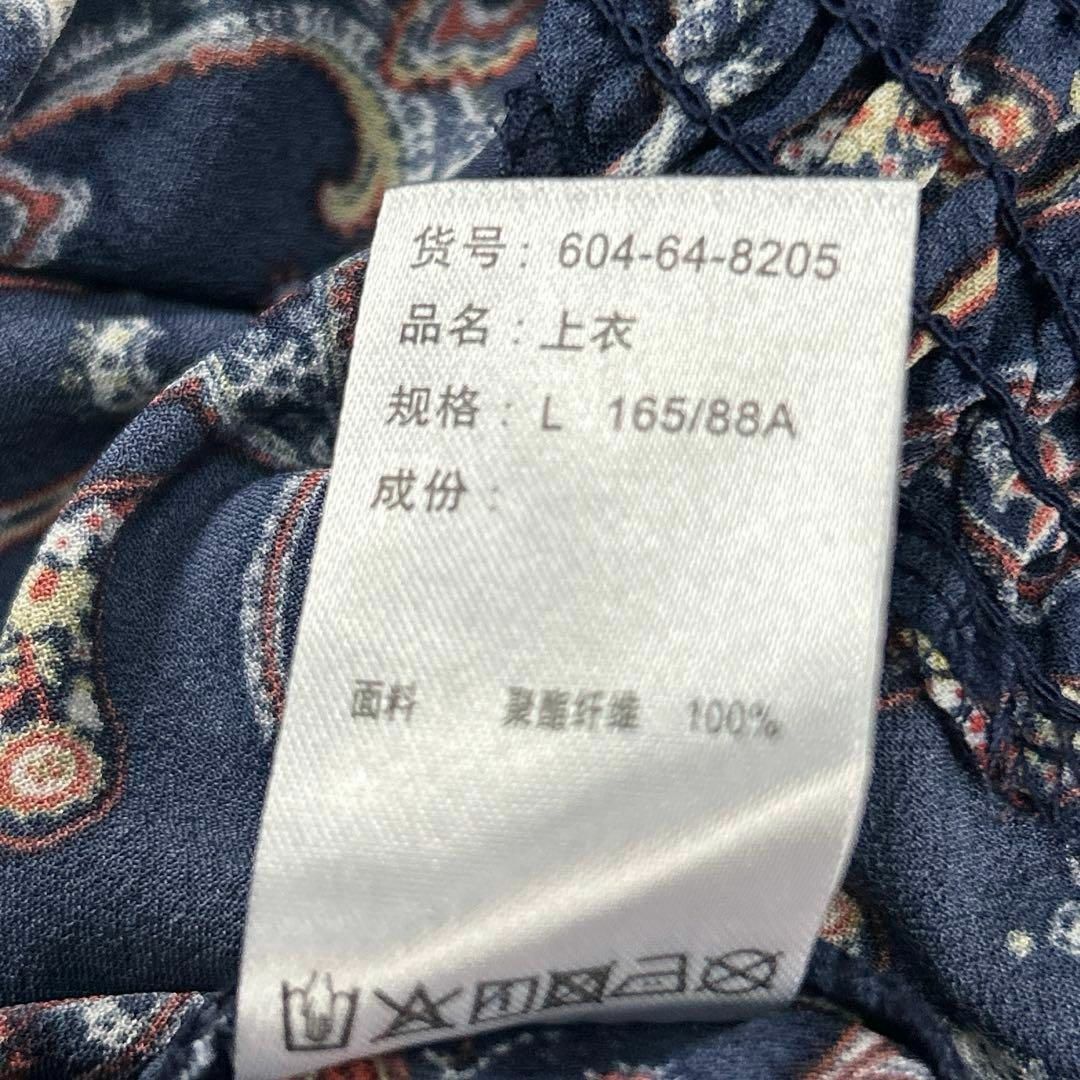 货号: 604-64-8205
品名: 上衣
规格: L 165/88A
成份:
面料 聚酯纤维 100%